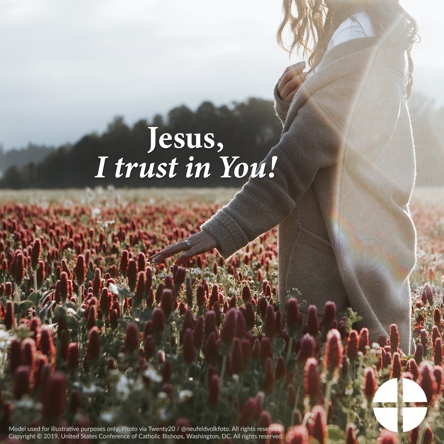 Jesus,
I trust in You!
Model used for illustrative purposes only. Photo via Twenty20 / @neufeldvolkfoto. All rights reserved.
Copyright © 2019, United States Conference of Catholic Bishops, Washington, DC. All rights reserved.